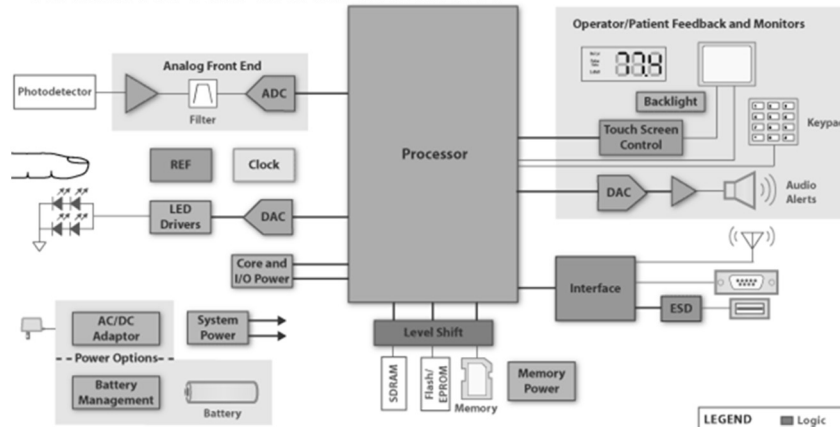 Operator/Patient Feedback and Monitors
Analog Front End
Photodetector
Filter
ADC
Processor
77.4
Backlight
Touch Screen
Control
Keypad
REF
Clock
LED
Drivers
DAC
DAC
Audio
Alerts
Core and
I/O Power
Interface
ESD
AC/DC
Adaptor
System
Power
Power Options
Battery
Management
Battery
Level Shift
SDRAM
Flash/
EPROM
Memory
Memory
Power
LEGEND
Logic